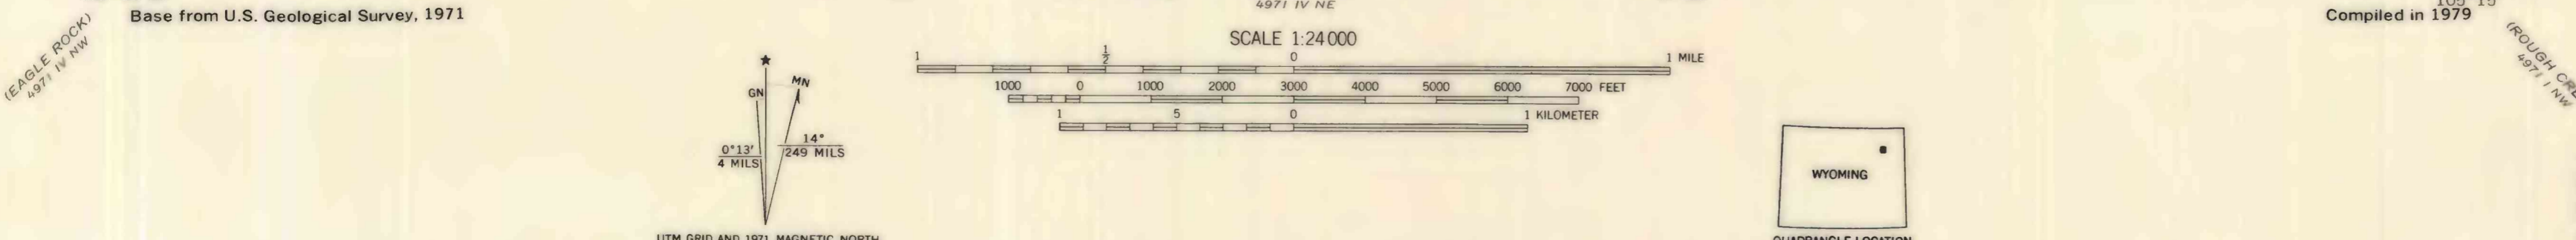 (EAGLE ROCK)
4971 IV NW
Base from U.S. Geological Survey, 1971
★
GN
MN
0°13'
4 MILS
14°
249 MILS
UTM GRID AND 1971 MAGNETIC NORTH
4971 IV NE
SCALE 1:24 000
1 1/2 0 1 MILE
1000 0 1000 2000 3000 4000 5000 6000 7000 FEET
1 5 0 1 KILOMETER
WYOMING
QUADRANGLE LOCATION
105°15'
Compiled in 1979
(ROUGH CRE
4971 I NW